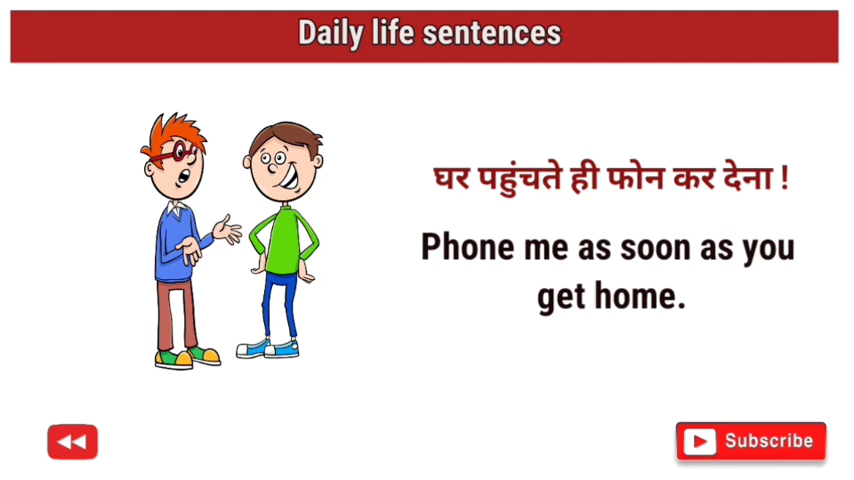 Daily life sentences
घर पहुंचते ही फोन कर देना !
Phone me as soon as you
get home.
Subscribe